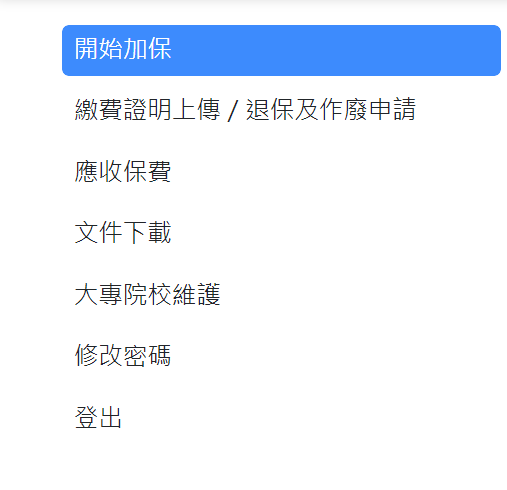 開始加保
繳費證明上傳 / 退保及作廢申請
應收保費
文件下載
大專院校維護
修改密碼
登出